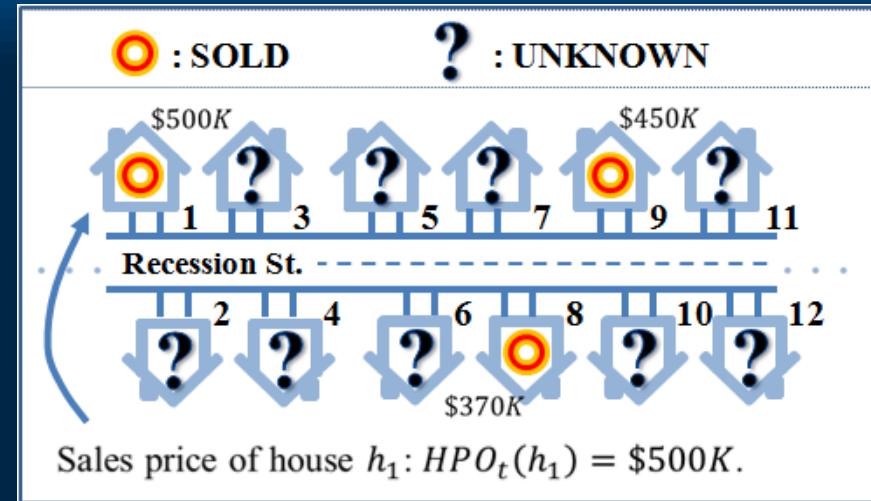 : SOLD ? : UNKNOWN
$500K $450K
? ? ? ?
1 3 5 7 9 11
Recession St.
2 4 6 8 10 12
? ? ? ? ?
$370K
Sales price of house h₁: HPOₜ(h₁) = $500K.